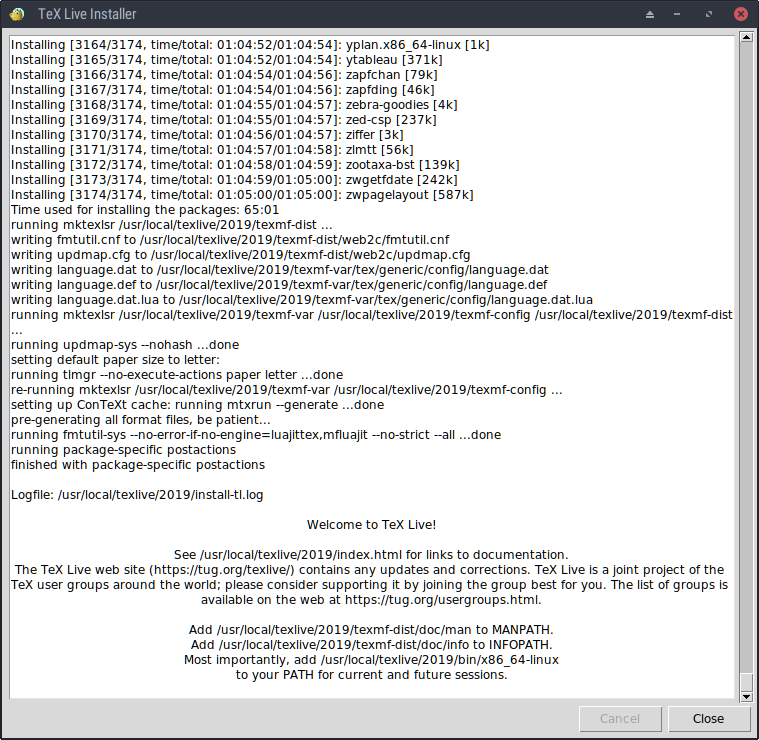 TeX Live Installer
Installing [3164/3174, time/total: 01:04:52/01:04:54]: yplan.x86_64-linux [1k]
Installing [3165/3174, time/total: 01:04:52/01:04:54]: ytableau [371k]
Installing [3166/3174, time/total: 01:04:54/01:04:56]: zapfchan [79k]
Installing [3167/3174, time/total: 01:04:54/01:04:56]: zapfding [46k]
Installing [3168/3174, time/total: 01:04:55/01:04:57]: zebra-goodies [4k]
Installing [3169/3174, time/total: 01:04:55/01:04:57]: zed-csp [237k]
Installing [3170/3174, time/total: 01:04:56/01:04:57]: ziffer [3k]
Installing [3171/3174, time/total: 01:04:57/01:04:58]: zlmtt [56k]
Installing [3172/3174, time/total: 01:04:58/01:04:59]: zootaxa-bst [139k]
Installing [3173/3174, time/total: 01:04:59/01:05:00]: zwgetfdate [242k]
Installing [3174/3174, time/total: 01:05:00/01:05:00]: zwpagelayout [587k]
Time used for installing the packages: 65:01
running mktexlsr /usr/local/texlive/2019/texmf-dist ...
writing fmtutil.cnf to /usr/local/texlive/2019/texmf-dist/web2c/fmtutil.cnf
writing updmap.cfg to /usr/local/texlive/2019/texmf-dist/web2c/updmap.cfg
writing language.dat to /usr/local/texlive/2019/texmf-var/tex/generic/config/language.dat
writing language.def to /usr/local/texlive/2019/texmf-var/tex/generic/config/language.def
writing language.dat.lua to /usr/local/texlive/2019/texmf-var/tex/generic/config/language.dat.lua
running mktexlsr /usr/local/texlive/2019/texmf-var /usr/local/texlive/2019/texmf-config /usr/local/texlive/2019/texmf-dist
...
running updmap-sys --nohash ...done
setting default paper size to letter:
running tlmgr --no-execute-actions paper letter ...done
re-running mktexlsr /usr/local/texlive/2019/texmf-var /usr/local/texlive/2019/texmf-config ...
setting up ConTeXt cache: running mtxrun --generate ...done
pre-generating all format files, be patient...
running fmtutil-sys --no-error-if-no-engine=luajittex,mfluajit --no-strict --all ...done
running package-specific postactions
finished with package-specific postactions
Logfile: /usr/local/texlive/2019/install-tl.log
Welcome to TeX Live!
See /usr/local/texlive/2019/index.html for links to documentation.
The TeX Live web site (https://tug.org/texlive/) contains any updates and corrections. TeX Live is a joint project of the
TeX user groups around the world; please consider supporting it by joining the group best for you. The list of groups is
available on the web at https://tug.org/usergroups.html.
Add /usr/local/texlive/2019/texmf-dist/doc/man to MANPATH.
Add /usr/local/texlive/2019/texmf-dist/doc/info to INFOPATH.
Most importantly, add /usr/local/texlive/2019/bin/x86_64-linux
to your PATH for current and future sessions.
Cancel
Close